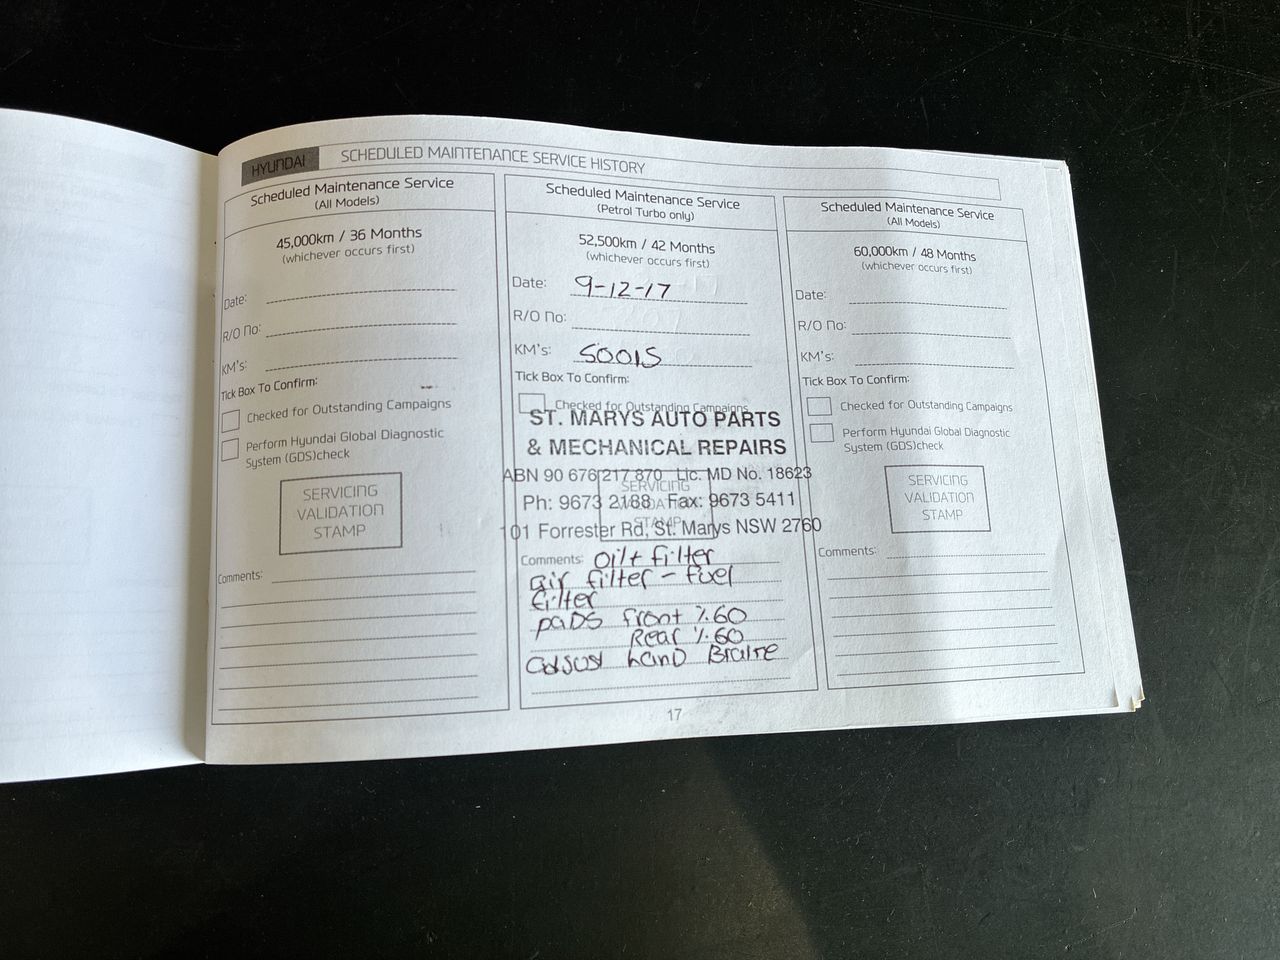 HYUNDAI
SCHEDULED MAINTENANCE SERVICE HISTORY
Scheduled Maintenance Service
(All Models)
45,000km / 36 Months
(whichever occurs first)
Date:
R/O No:
KM's:
Tick Box To Confirm:
Checked for Outstanding Campaigns
Perform Hyundai Global Diagnostic
System (GDS)check
SERVICING
VALIDATION
STAMP
Comments:
Scheduled Maintenance Service
(Petrol Turbo only)
52,500km / 42 Months
(whichever occurs first)
Date: 9-12-17
R/O No:
KM's: 50015
Tick Box To Confirm:
Checked for Outstanding Campaigns
ST. MARYS AUTO PARTS
& MECHANICAL REPAIRS
ABN 90 676 217 870 Lic. MD No. 18623
SERVICING
Ph: 9673 2188 Fax: 9673 5411
VALIDATION
101 Forrester Rd, St. Marys NSW 2760
STAMP
Comments: oil+ filter
air filter - fuel
filter
paDS front %60
Rear %60
hanD Brake
Scheduled Maintenance Service
(All Models)
60,000km / 48 Months
(whichever occurs first)
Date:
R/O No:
KM's:
Tick Box To Confirm:
Checked for Outstanding Campaigns
Perform Hyundai Global Diagnostic
System (GDS)check
SERVICING
VALIDATION
STAMP
Comments:
17